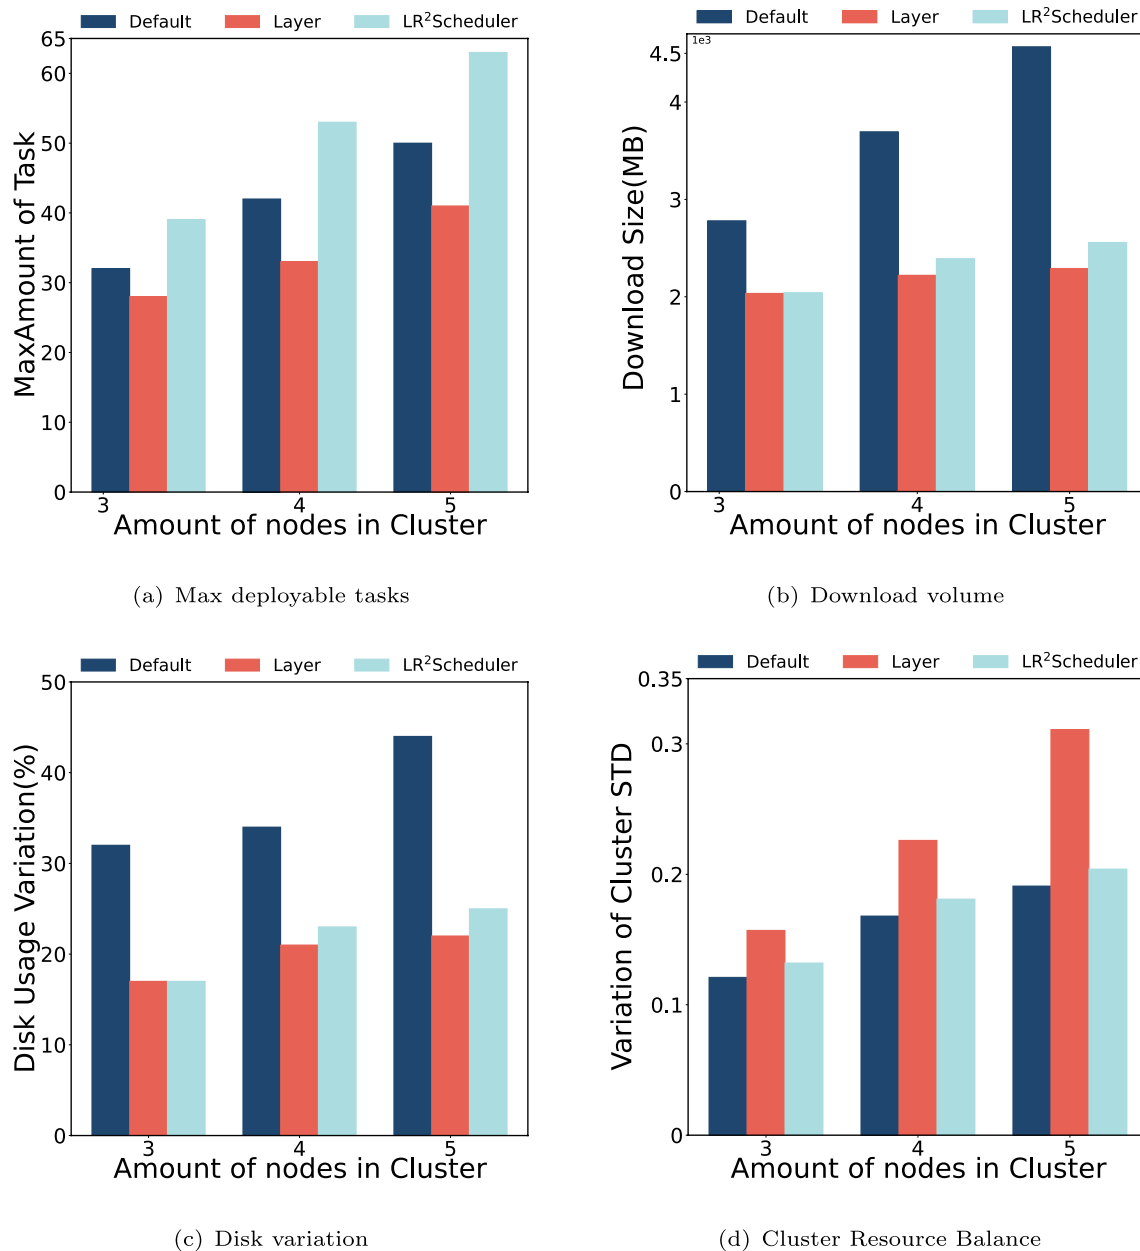 Default Layer LR²Scheduler
65
60
50
40
30
20
10
0
MaxAmount of Task
3 4 5
Amount of nodes in Cluster
(a) Max deployable tasks
Default Layer LR²Scheduler
1e3
4.5
4
3
2
1
0
Download Size(MB)
3 4 5
Amount of nodes in Cluster
(b) Download volume
Default Layer LR²Scheduler
50
40
30
20
10
0
Disk Usage Variation(%)
3 4 5
Amount of nodes in Cluster
(c) Disk variation
Default Layer LR²Scheduler
0.35
0.3
0.2
0.1
0
Variation of Cluster STD
3 4 5
Amount of nodes in Cluster
(d) Cluster Resource Balance